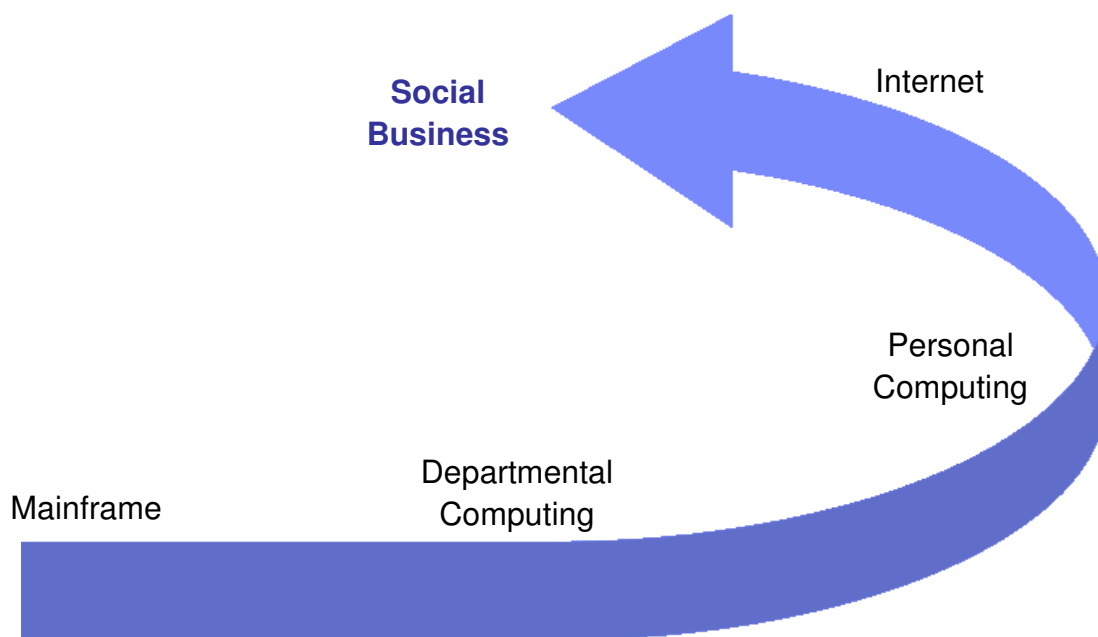 Social
Business
Internet
Personal
Computing
Departmental
Computing
Mainframe